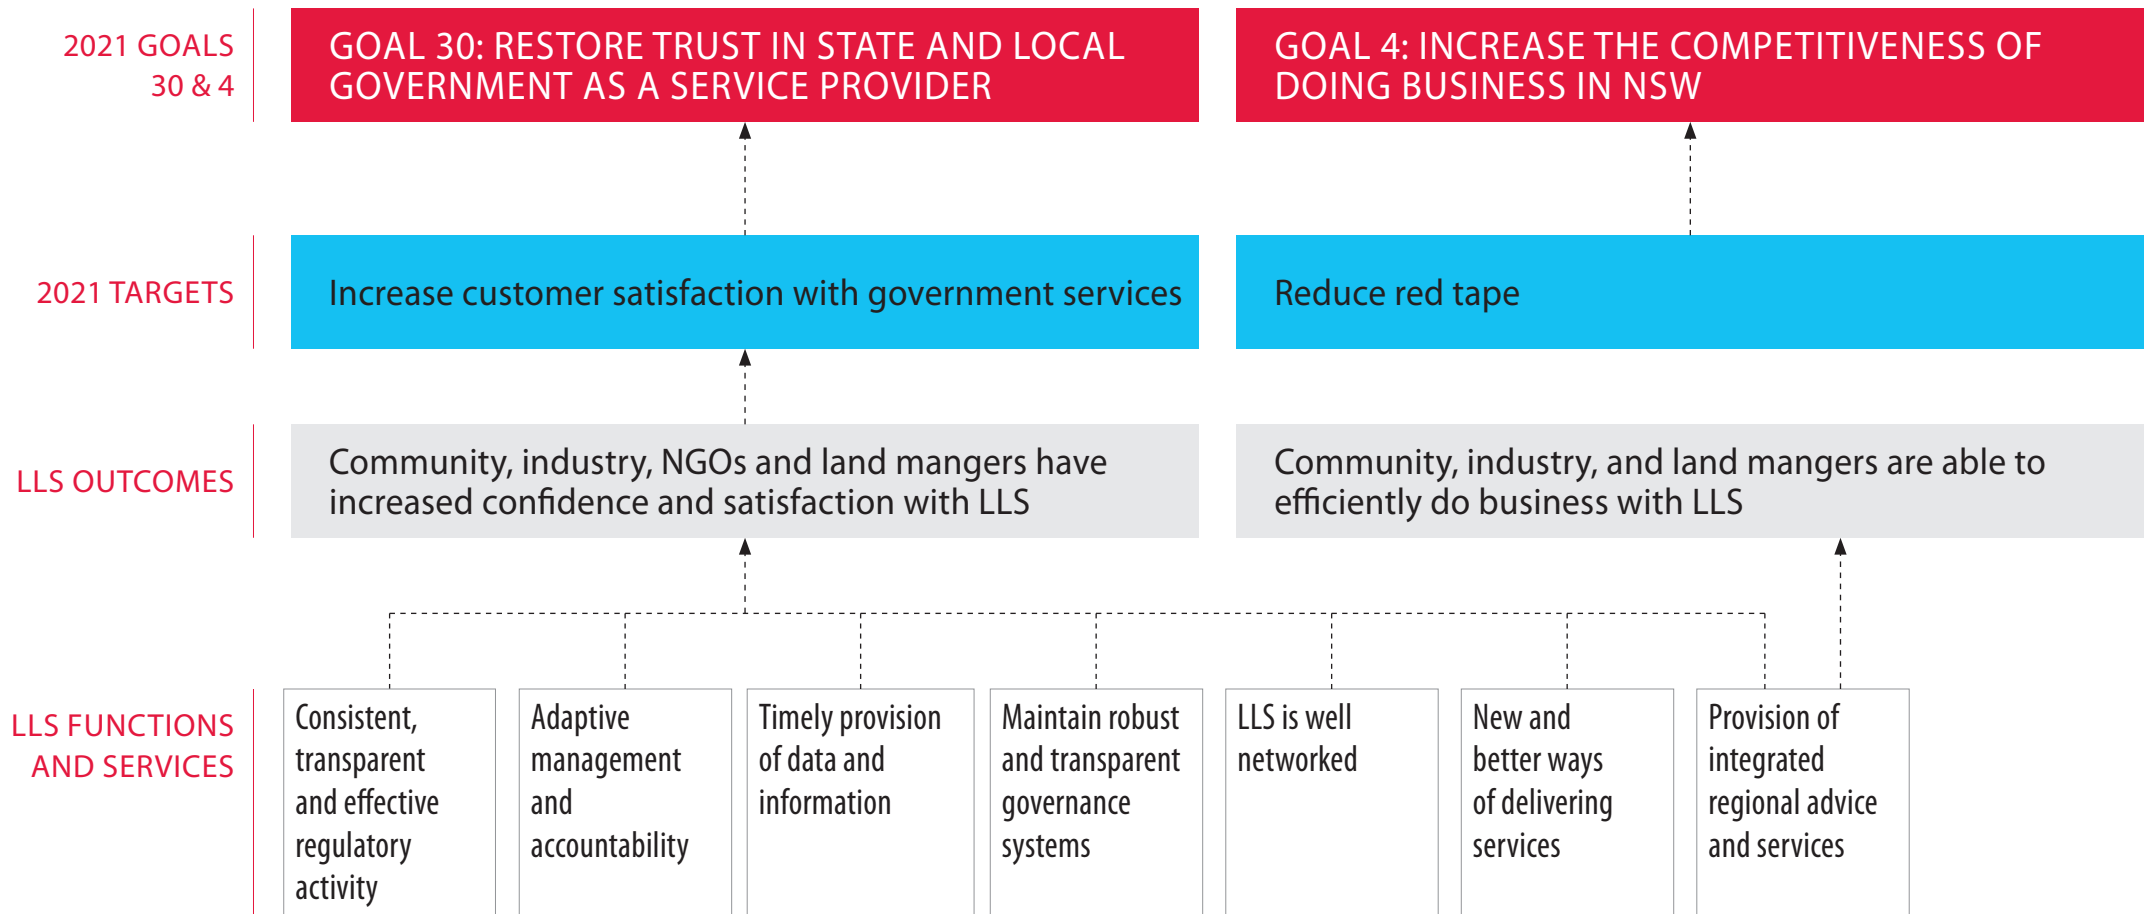 2021 GOALS
30 & 4
GOAL 30: RESTORE TRUST IN STATE AND LOCAL
GOVERNMENT AS A SERVICE PROVIDER
GOAL 4: INCREASE THE COMPETITIVENESS OF
DOING BUSINESS IN NSW
2021 TARGETS
Increase customer satisfaction with government services
Reduce red tape
LLS OUTCOMES
Community, industry, NGOs and land mangers have
increased confidence and satisfaction with LLS
Community, industry, and land mangers are able to
efficiently do business with LLS
LLS FUNCTIONS
AND SERVICES
Consistent,
transparent
and effective
regulatory
activity
Adaptive
management
and
accountability
Timely provision
of data and
information
Maintain robust
and transparent
governance
systems
LLS is well
networked
New and
better ways
of delivering
services
Provision of
integrated
regional advice
and services